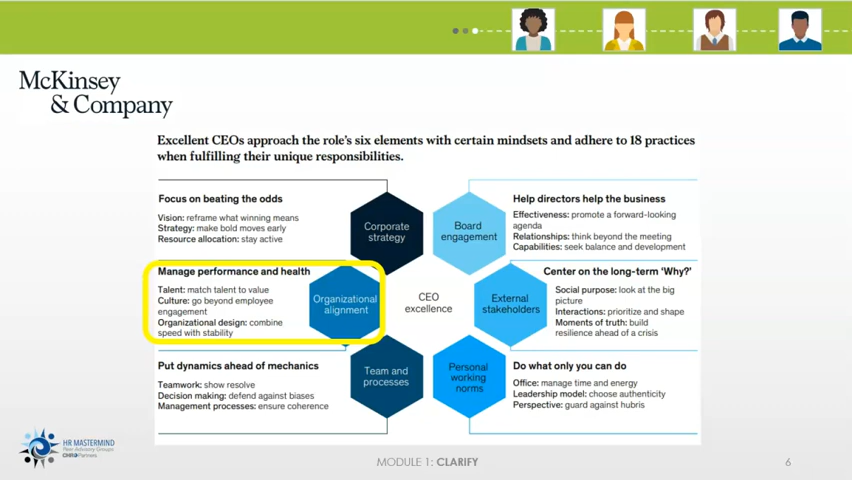 McKinsey
& Company
Excellent CEOs approach the role's six elements with certain mindsets and adhere to 18 practices
when fulfilling their unique responsibilities.
Focus on beating the odds
Vision: reframe what winning means
Strategy: make bold moves early
Resource allocation: stay active
Corporate
strategy
Board
engagement
Help directors help the business
Effectiveness: promote a forward-looking
agenda
Relationships: think beyond the meeting
Capabilities: seek balance and development
Manage performance and health
Talent: match talent to value
Culture: go beyond employee
engagement
Organizational design: combine
speed with stability
Organizational
alignment
CEO
excellence
External
stakeholders
Center on the long-term ‘Why?’
Social purpose: look at the big
picture
Interactions: prioritize and shape
Moments of truth: build
resilience ahead of a crisis
Put dynamics ahead of mechanics
Teamwork: show resolve
Decision making: defend against biases
Management processes: ensure coherence
Team and
processes
Personal
working
norms
Do what only you can do
Office: manage time and energy
Leadership model: choose authenticity
Perspective: guard against hubris
HR MASTERMIND
Peer Advisory Groups
CHRO Partners
MODULE 1: CLARIFY
6